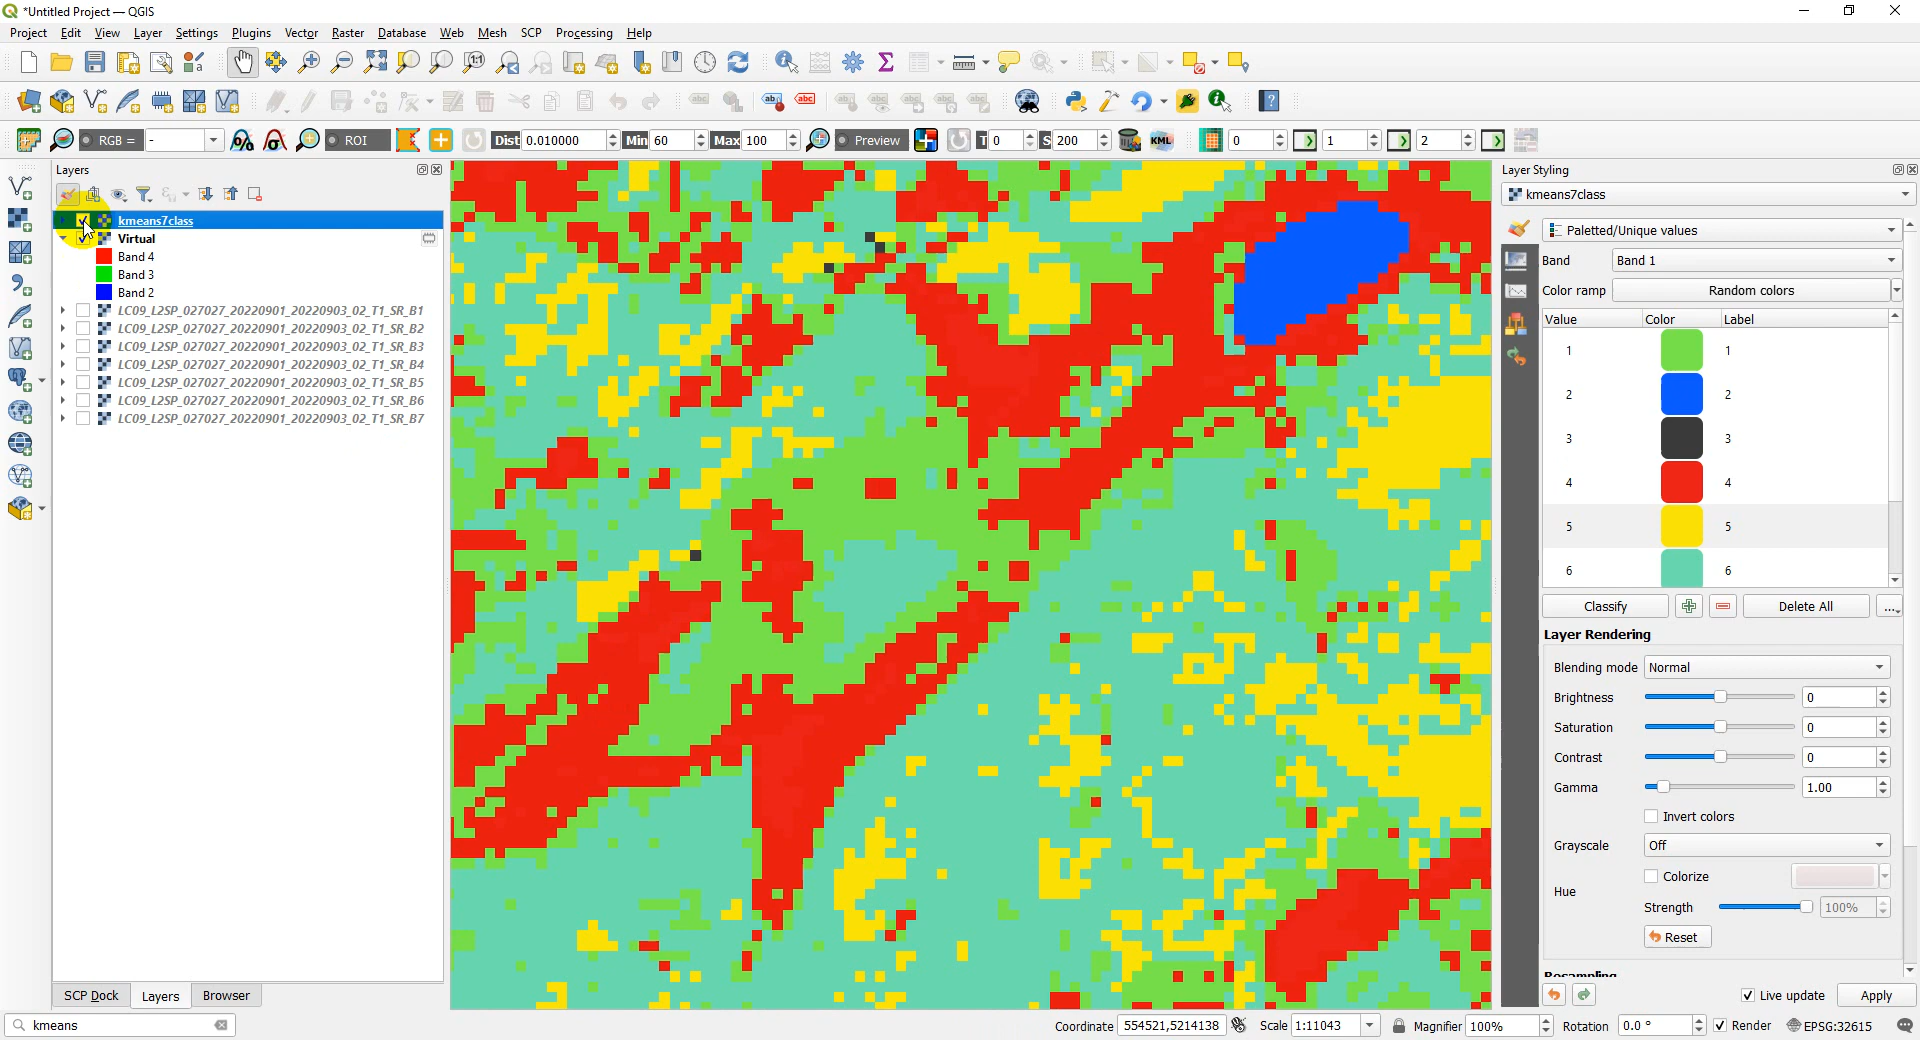 *Untitled Project — QGIS
Project Edit View Layer Settings Plugins Vector Raster Database Web Mesh SCP Processing Help
RGB = - ROI Dist 0.010000 Min 60 Max 100 Preview T 0 S 200 KML 0 1 2
Layers
kmeans7class
Virtual
Band 4
Band 3
Band 2
LC09_L2SP_027027_20220901_20220903_02_T1_SR_B1
LC09_L2SP_027027_20220901_20220903_02_T1_SR_B2
LC09_L2SP_027027_20220901_20220903_02_T1_SR_B3
LC09_L2SP_027027_20220901_20220903_02_T1_SR_B4
LC09_L2SP_027027_20220901_20220903_02_T1_SR_B5
LC09_L2SP_027027_20220901_20220903_02_T1_SR_B6
LC09_L2SP_027027_20220901_20220903_02_T1_SR_B7
SCP Dock Layers Browser
Layer Styling
kmeans7class
Paletted/Unique values
Band Band 1
Color ramp Random colors
Value Color Label
1 1
2 2
3 3
4 4
5 5
6 6
Classify Delete All ...
Layer Rendering
Blending mode Normal
Brightness 0
Saturation 0
Contrast 0
Gamma 1.00
Invert colors
Grayscale Off
Hue Colorize
Strength 100%
Reset
Resampling
Live update Apply
kmeans Coordinate 554521,5214138 Scale 1:11043 Magnifier 100% Rotation 0.0 ° Render EPSG:32615